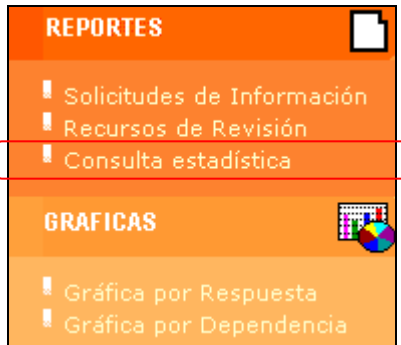 REPORTES
Solicitudes de Información
Recursos de Revisión
Consulta estadística
GRAFICAS
Gráfica por Respuesta
Gráfica por Dependencia